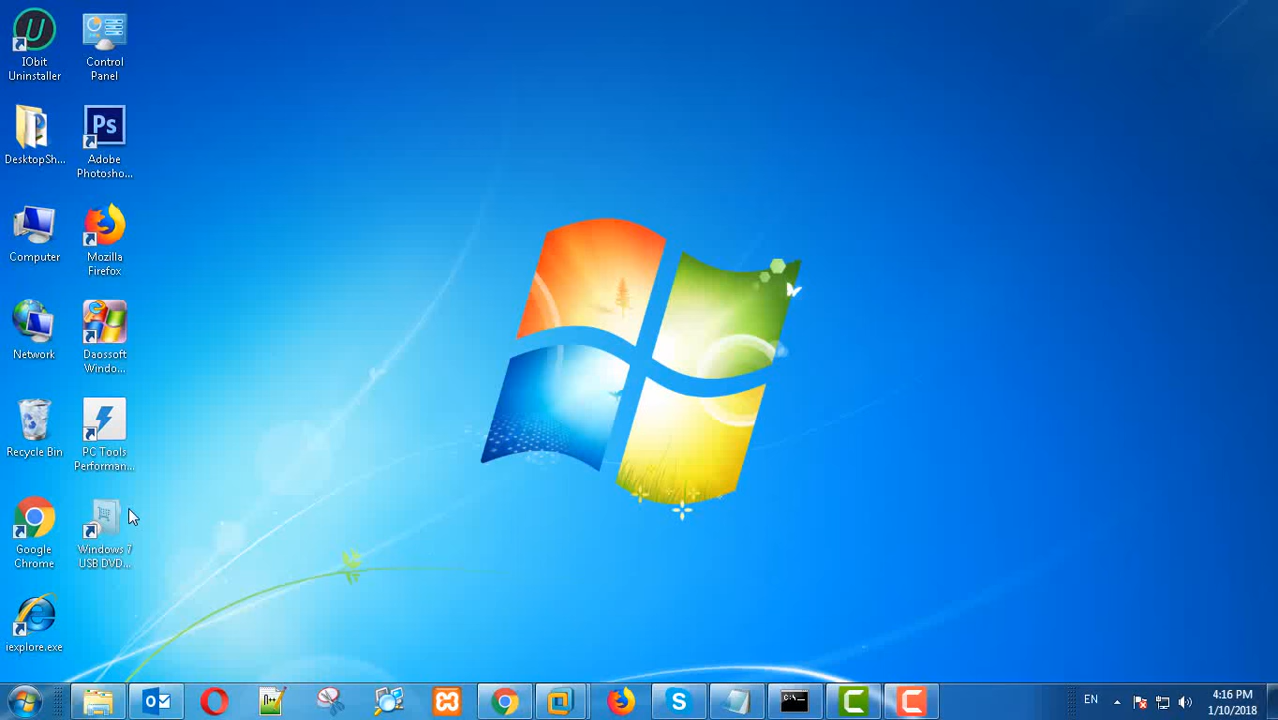 IObit
Uninstaller
Control
Panel
DesktopSh...
Ps
Adobe
Photosho...
Computer
Mozilla
Firefox
Network
Daossoft
Windo...
Recycle Bin
PC Tools
Performan...
Google
Chrome
Windows 7
USB DVD...
iexplore.exe
EN
4:16 PM
1/10/2018